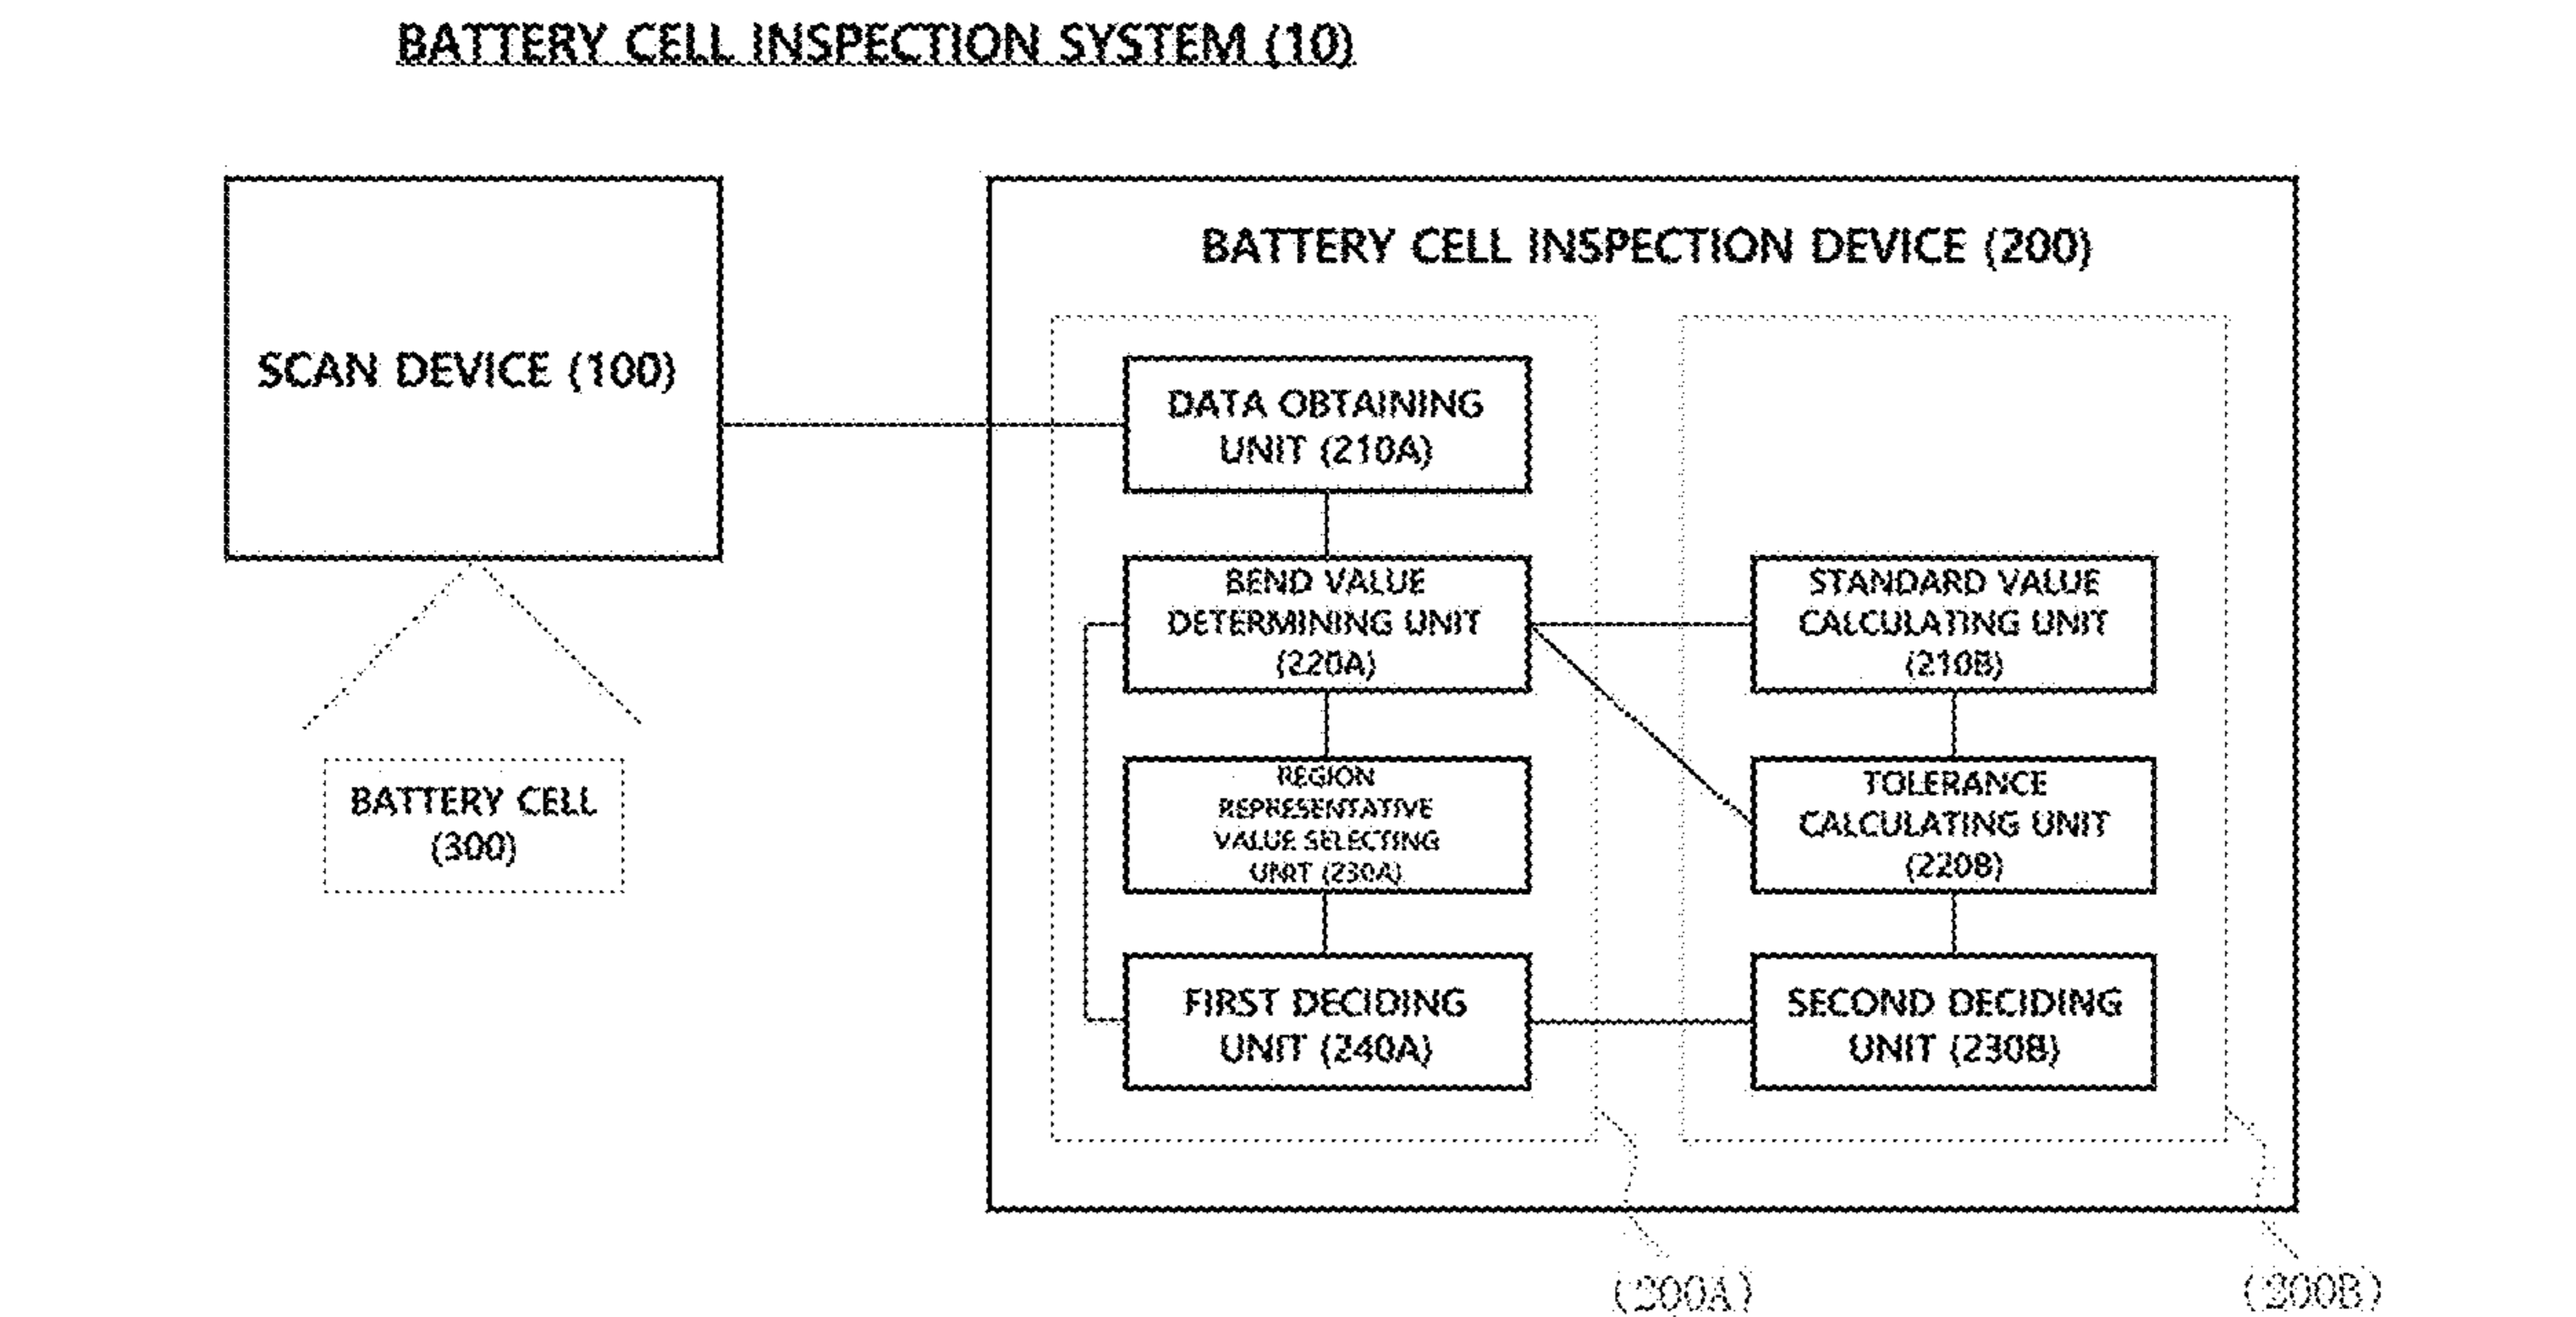 BATTERY CELL INSPECTION SYSTEM (10)
SCAN DEVICE (100)
BATTERY CELL
(300)
BATTERY CELL INSPECTION DEVICE (200)
DATA OBTAINING
UNIT (210A)
BEND VALUE
DETERMINING UNIT
(220A)
REGION
REPRESENTATIVE
VALUE SELECTING
UNIT (230A)
FIRST DECIDING
UNIT (240A)
STANDARD VALUE
CALCULATING UNIT
(210B)
TOLERANCE
CALCULATING UNIT
(220B)
SECOND DECIDING
UNIT (230B)
(200A)
(200B)